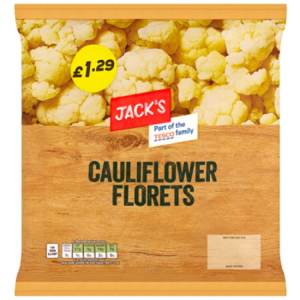 £1.29
JACK'S
Part of the
TESCO family
CAULIFLOWER
FLORETS